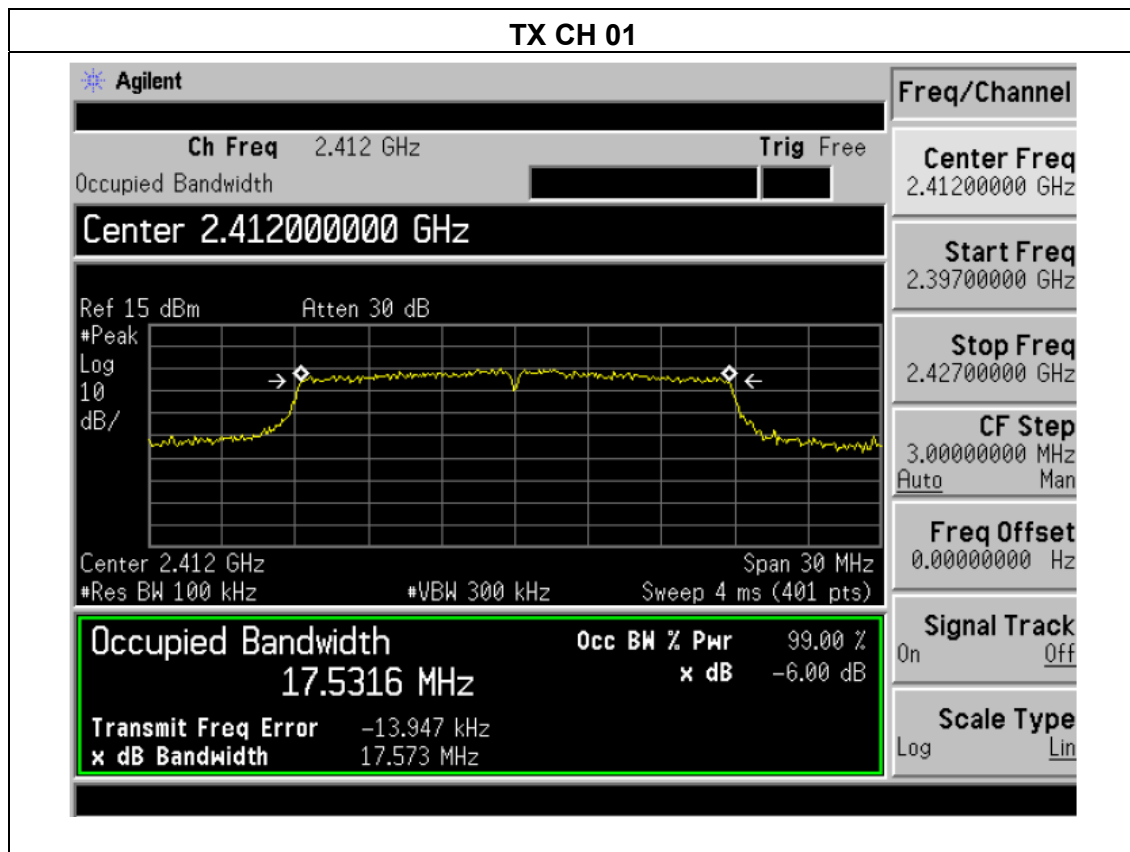 TX CH 01
Agilent
Ch Freq 2.412 GHz Trig Free
Occupied Bandwidth
Center 2.412000000 GHz
Ref 15 dBm Atten 30 dB
#Peak
Log
10
dB/
Center 2.412 GHz Span 30 MHz
#Res BW 100 kHz #VBW 300 kHz Sweep 4 ms (401 pts)
Occupied Bandwidth Occ BW % Pwr 99.00 %
17.5316 MHz x dB -6.00 dB
Transmit Freq Error -13.947 kHz
x dB Bandwidth 17.573 MHz
Freq/Channel
Center Freq
2.41200000 GHz
Start Freq
2.39700000 GHz
Stop Freq
2.42700000 GHz
CF Step
3.00000000 MHz
Auto Man
Freq Offset
0.00000000 Hz
Signal Track
On Off
Scale Type
Log Lin